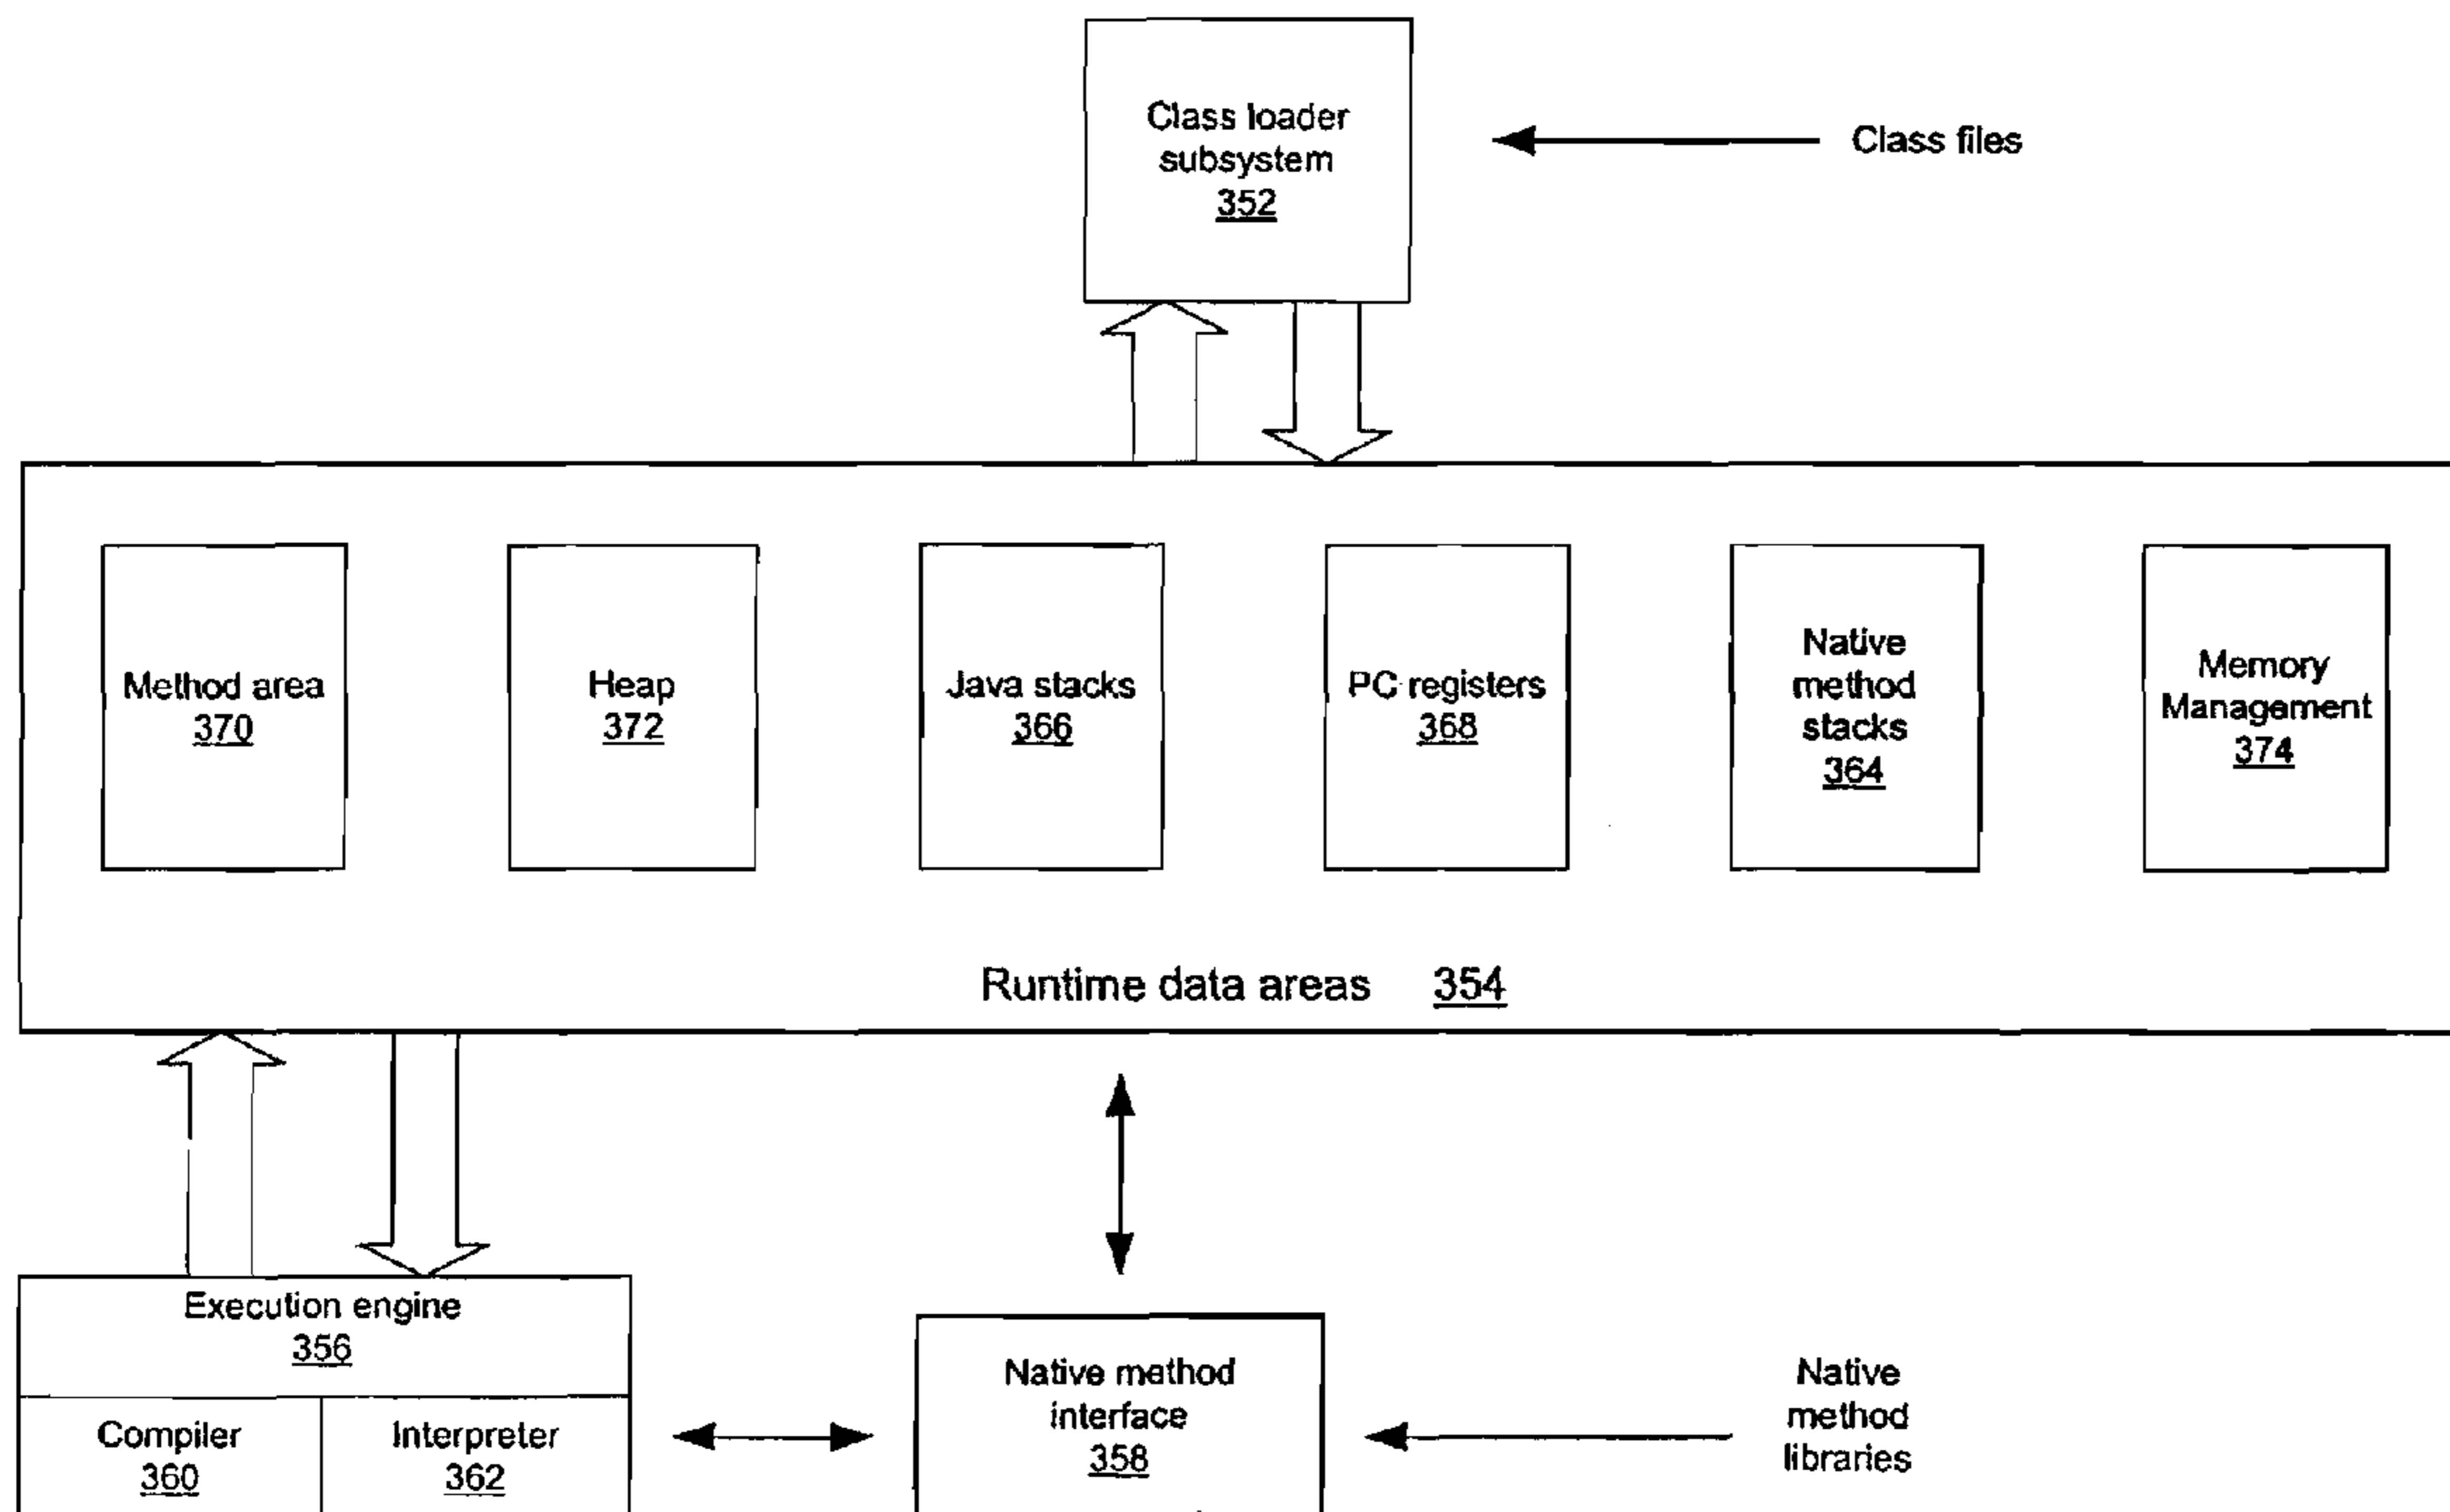 Class loader
subsystem
352
Class files
Method area
370
Heap
372
Java stacks
366
PC registers
368
Native
method
stacks
364
Memory
Management
374
Runtime data areas 354
Execution engine
356
Compiler
360
Interpreter
362
Native method
interface
358
Native
method
libraries